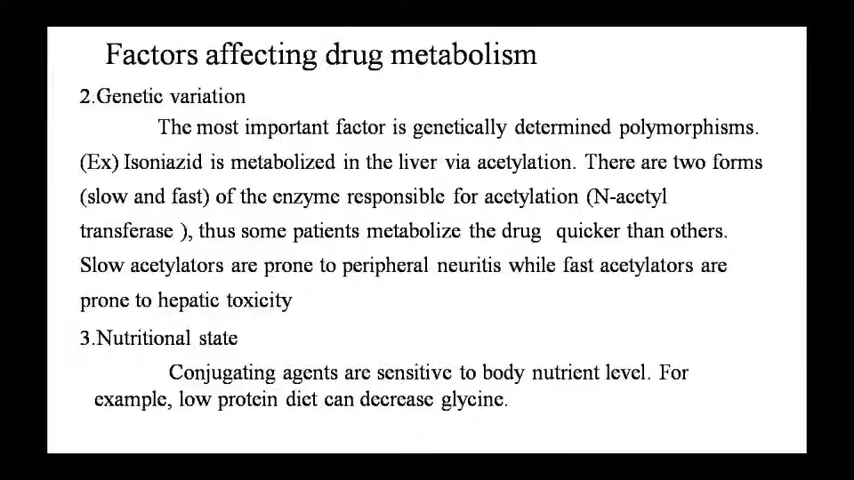 Factors affecting drug metabolism
2.Genetic variation
The most important factor is genetically determined polymorphisms.
(Ex) Isoniazid is metabolized in the liver via acetylation. There are two forms
(slow and fast) of the enzyme responsible for acetylation (N-acetyl
transferase ), thus some patients metabolize the drug quicker than others.
Slow acetylators are prone to peripheral neuritis while fast acetylators are
prone to hepatic toxicity
3.Nutritional state
Conjugating agents are sensitive to body nutrient level. For
example, low protein diet can decrease glycine.